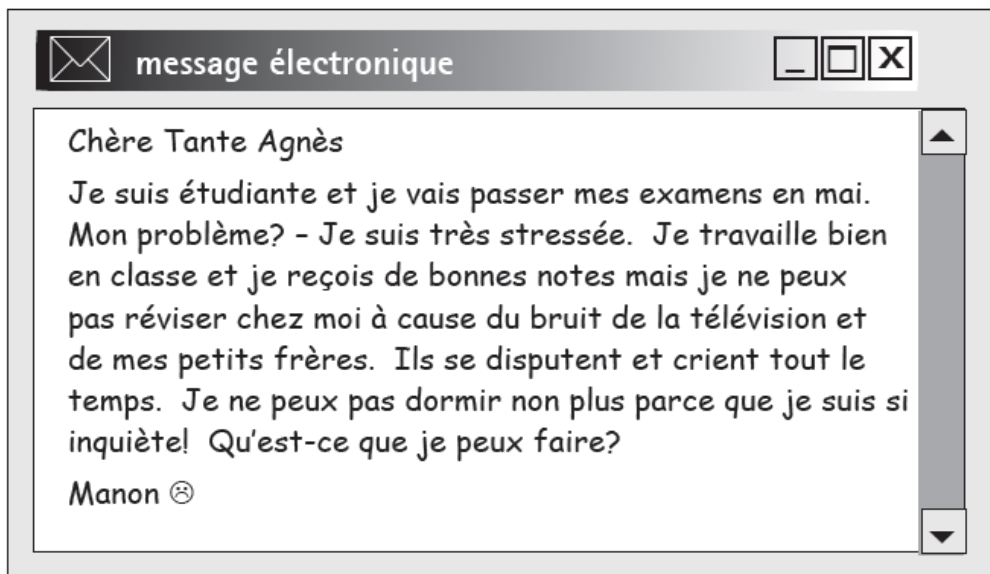 message électronique
Chère Tante Agnès
Je suis étudiante et je vais passer mes examens en mai.
Mon problème? – Je suis très stressée. Je travaille bien
en classe et je reçois de bonnes notes mais je ne peux
pas réviser chez moi à cause du bruit de la télévision et
de mes petits frères. Ils se disputent et crient tout le
temps. Je ne peux pas dormir non plus parce que je suis si
inquiète! Qu'est-ce que je peux faire?
Manon ☹